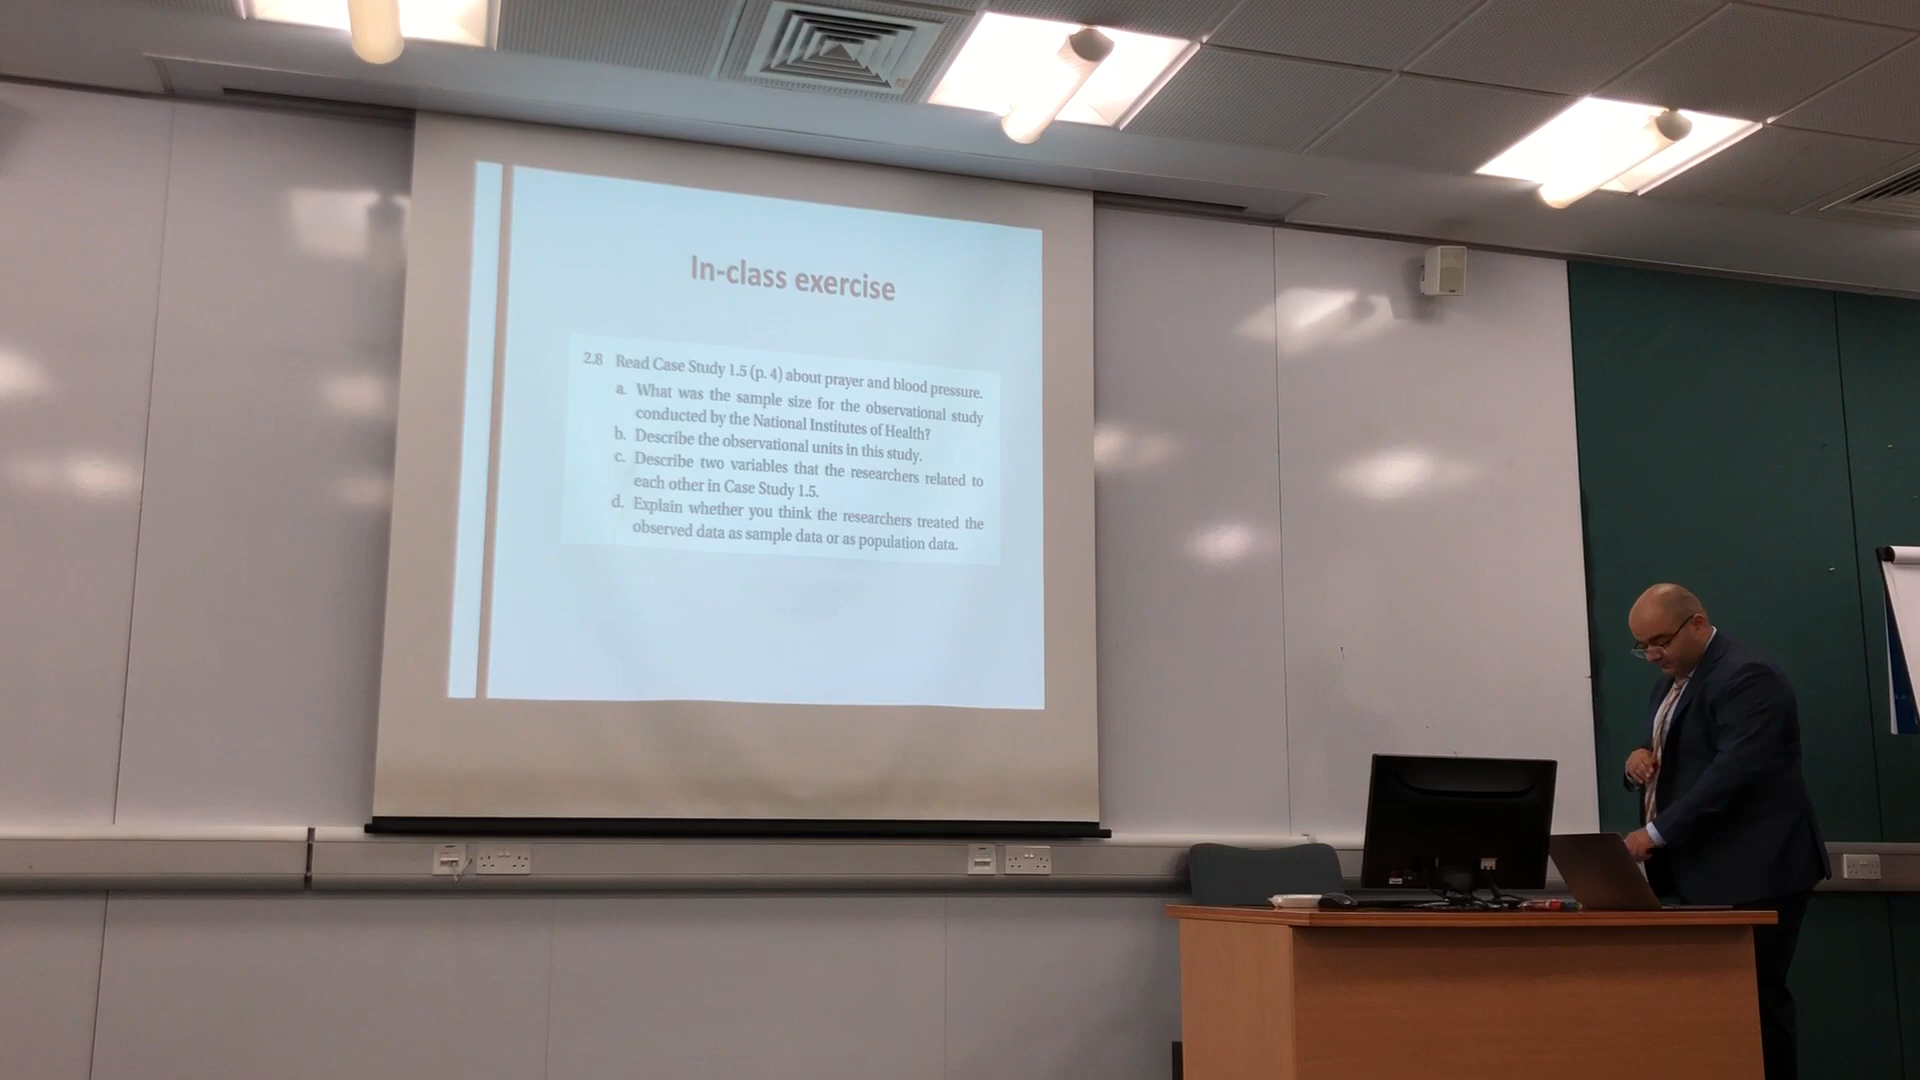 In-class exercise
2.8 Read Case Study 1.5 (p. 4) about prayer and blood pressure.
a. What was the sample size for the observational study
conducted by the National Institutes of Health?
b. Describe the observational units in this study.
c. Describe two variables that the researchers related to
each other in Case Study 1.5.
d. Explain whether you think the researchers treated the
observed data as sample data or as population data.